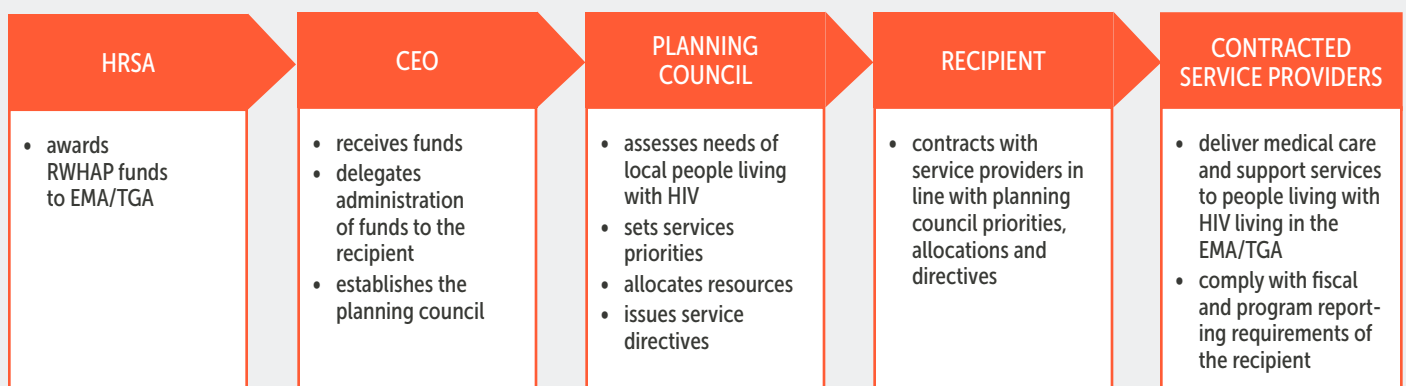 HRSA
• awards
RWHAP funds
to EMA/TGA
CEO
• receives funds
• delegates
administration
of funds to the
recipient
• establishes the
planning council
PLANNING
COUNCIL
• assesses needs of
local people living
with HIV
• sets services
priorities
• allocates resources
• issues service
directives
RECIPIENT
• contracts with
service providers in
line with planning
council priorities,
allocations and
directives
CONTRACTED
SERVICE PROVIDERS
• deliver medical care
and support services
to people living with
HIV living in the
EMA/TGA
• comply with fiscal
and program report-
ing requirements of
the recipient